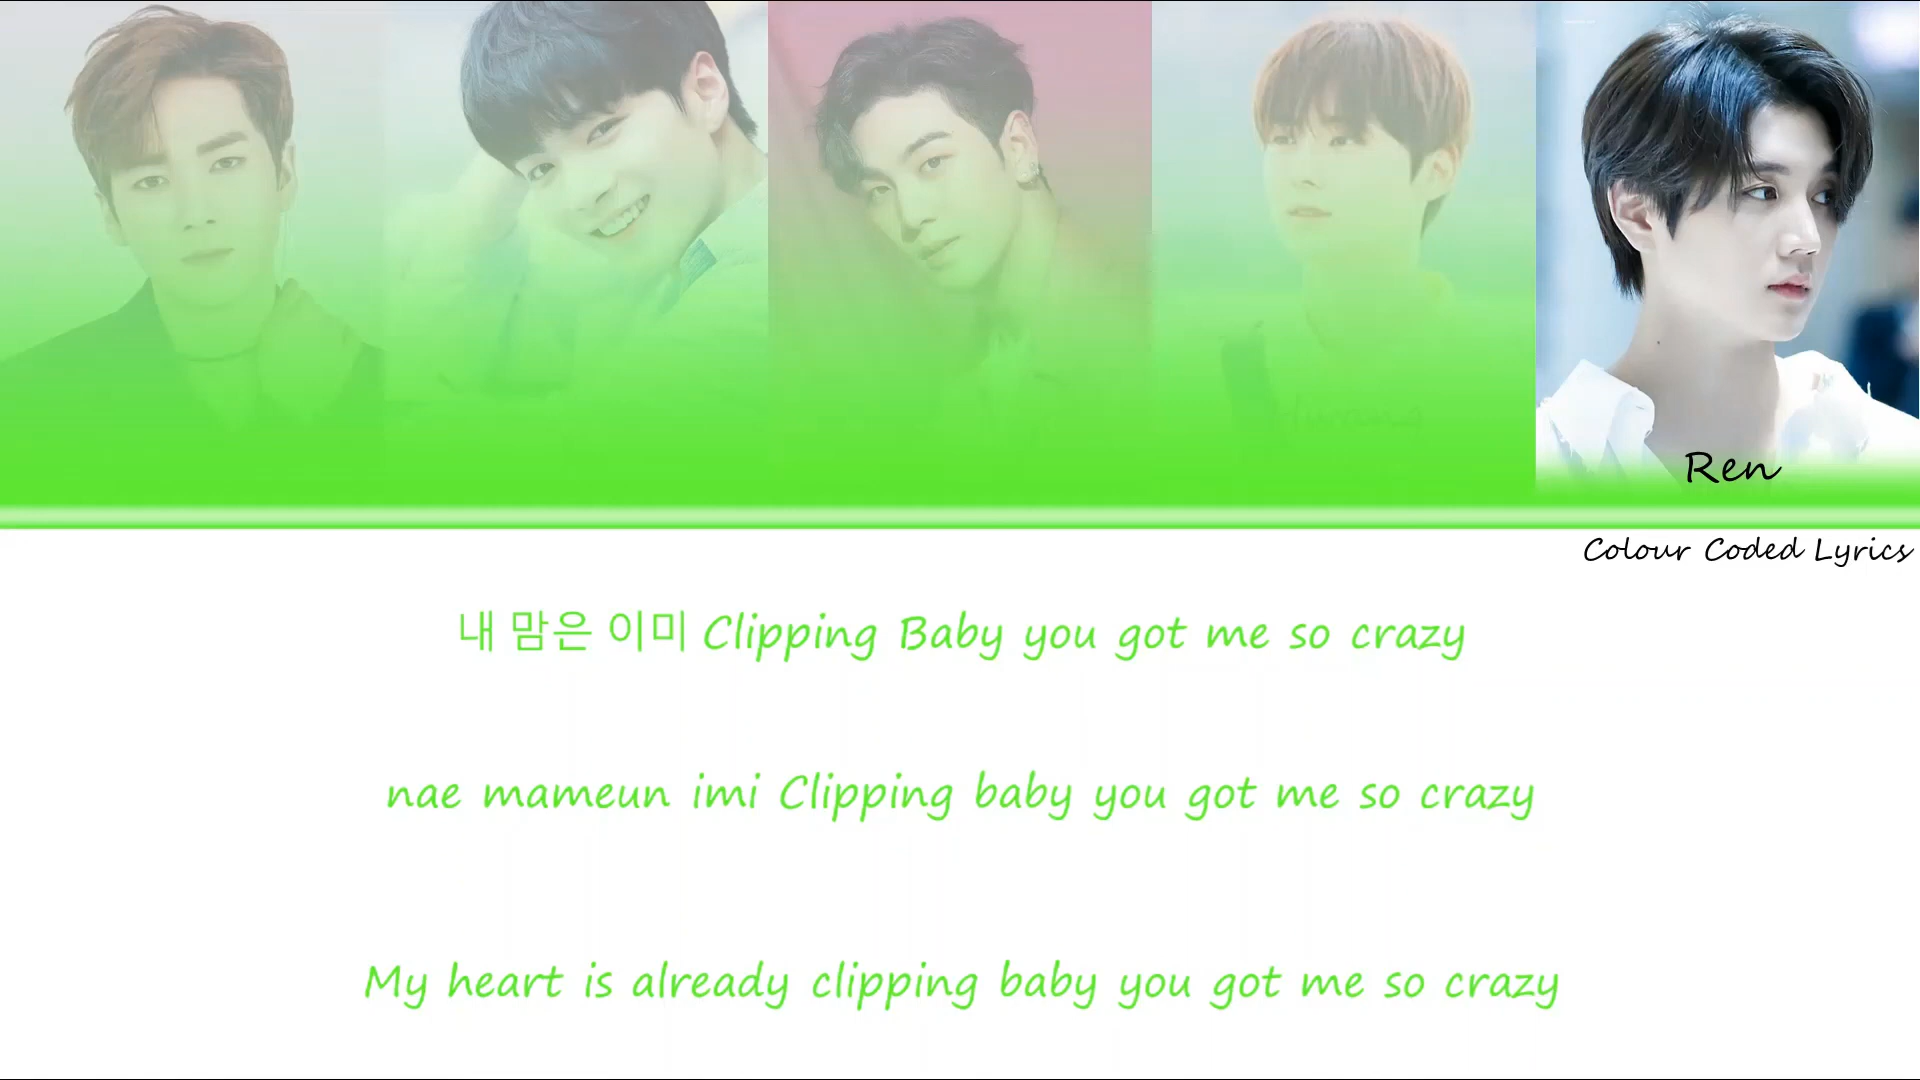 Ren
Colour Coded Lyrics
내 맘은 이미 Clipping Baby you got me so crazy
nae mameun imi Clipping baby you got me so crazy
My heart is already clipping baby you got me so crazy